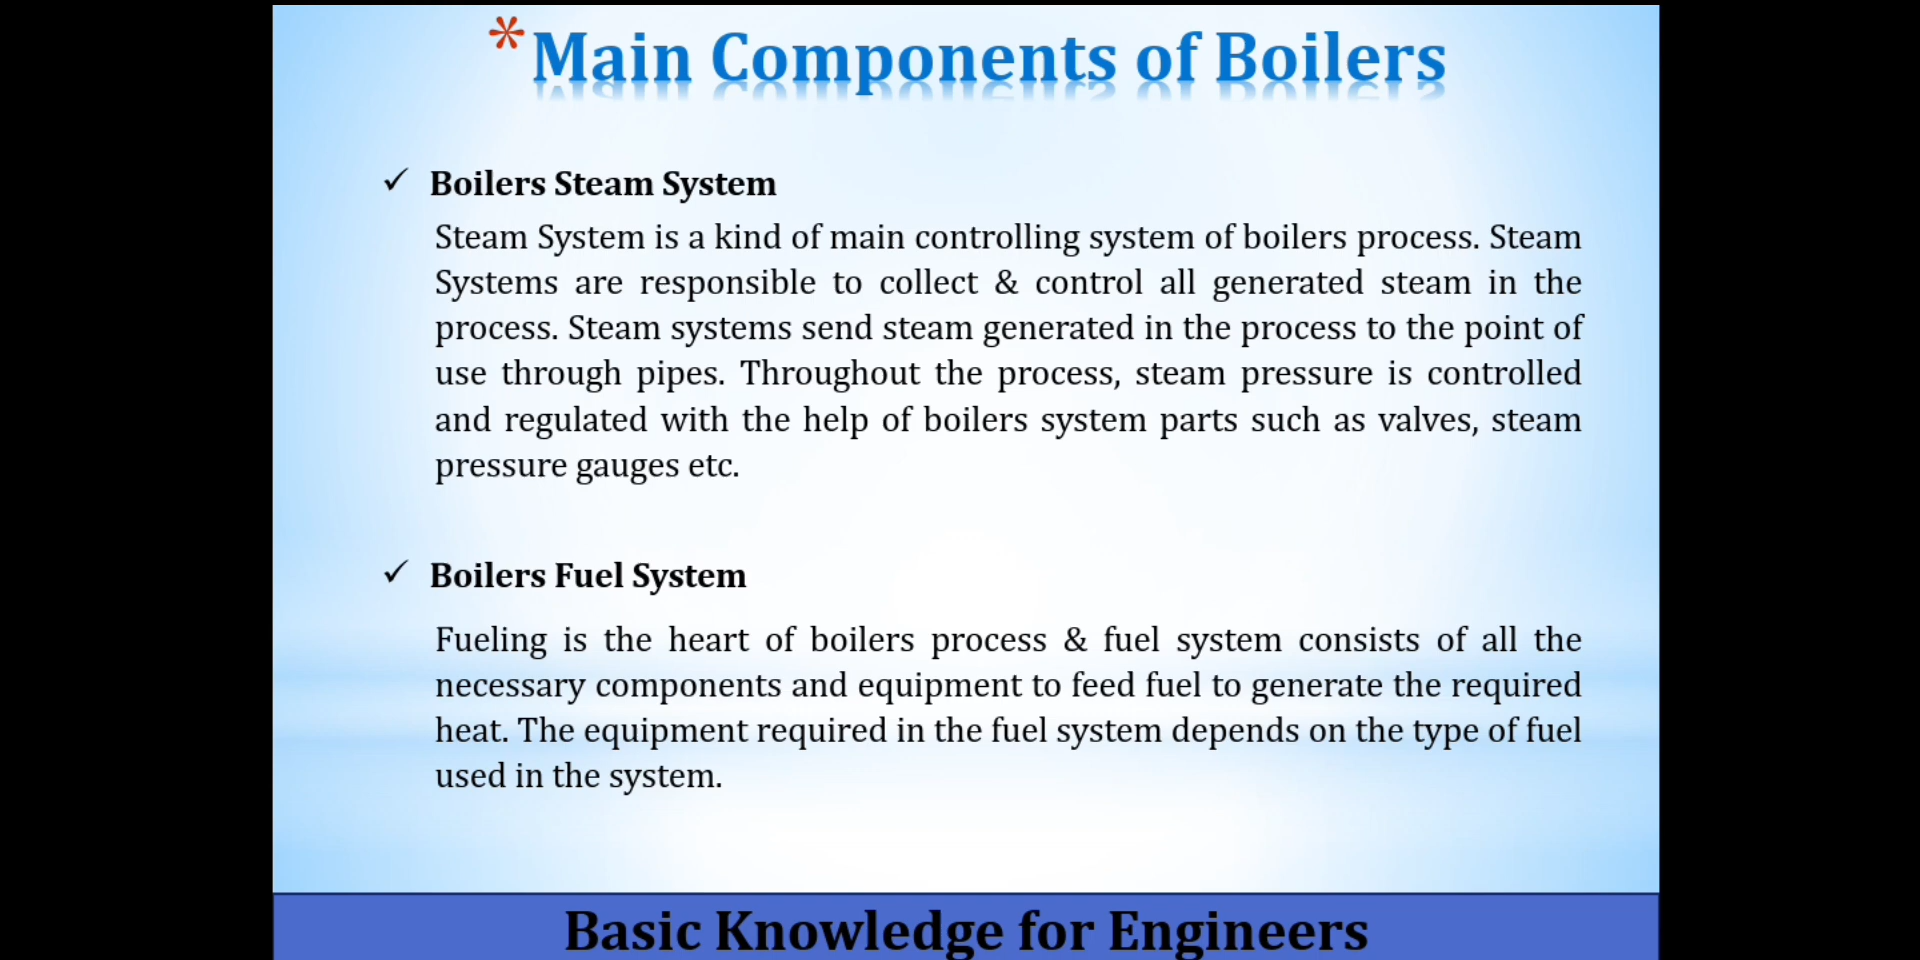 *Main Components of Boilers
✓ Boilers Steam System
Steam System is a kind of main controlling system of boilers process. Steam
Systems are responsible to collect & control all generated steam in the
process. Steam systems send steam generated in the process to the point of
use through pipes. Throughout the process, steam pressure is controlled
and regulated with the help of boilers system parts such as valves, steam
pressure gauges etc.
✓ Boilers Fuel System
Fueling is the heart of boilers process & fuel system consists of all the
necessary components and equipment to feed fuel to generate the required
heat. The equipment required in the fuel system depends on the type of fuel
used in the system.
Basic Knowledge for Engineers